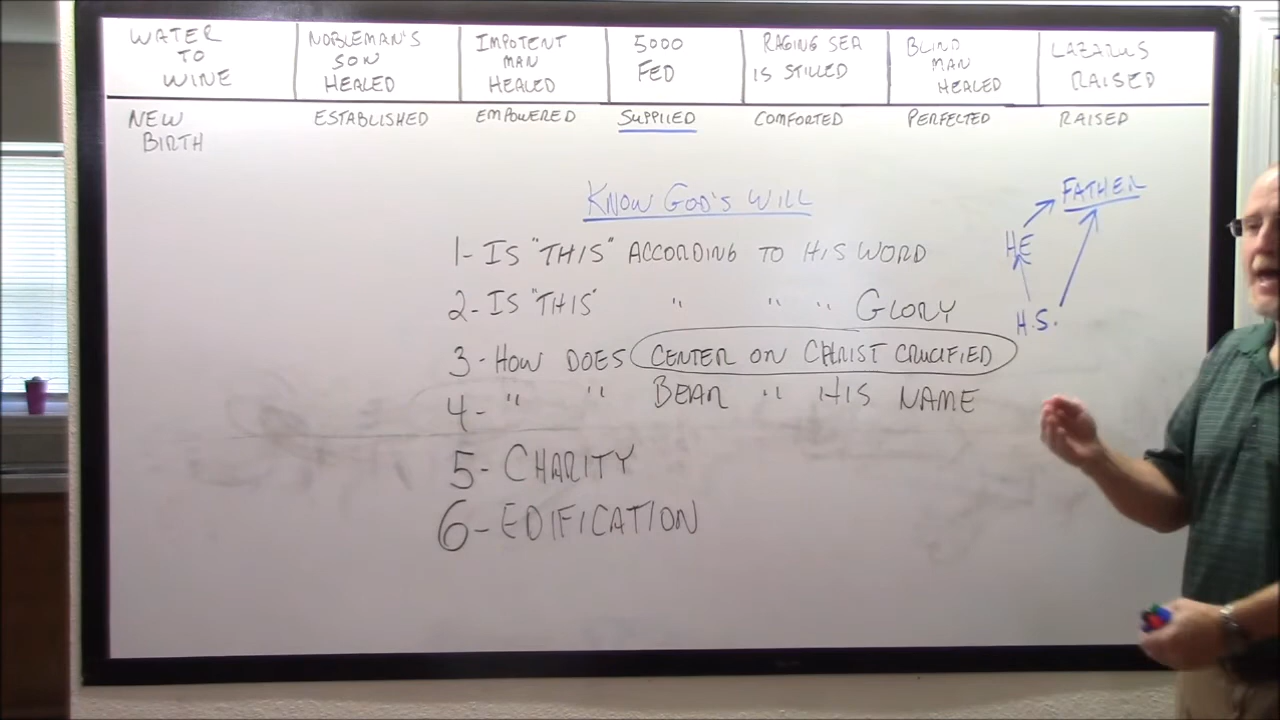 WATER
TO
WINE
NOBLEMAN'S
SON
HEALED
IMPOTENT
MAN
HEALED
5000
FED
RAGING SEA
IS STILLED
BLIND
MAN
HEALED
LAZARUS
RAISED
NEW
BIRTH
ESTABLISHED
EMPOWERED
SUPPLIED
COMFORTED
PERFECTED
RAISED
KNOW GOD'S WILL
1- IS "THIS" ACCORDING TO HIS WORD
2- IS "THIS" " " " GLORY
3- HOW DOES CENTER ON CHRIST CRUCIFIED
4- " " BEAR " HIS NAME
5- CHARITY
6- EDIFICATION
FATHER
HE
H.S.